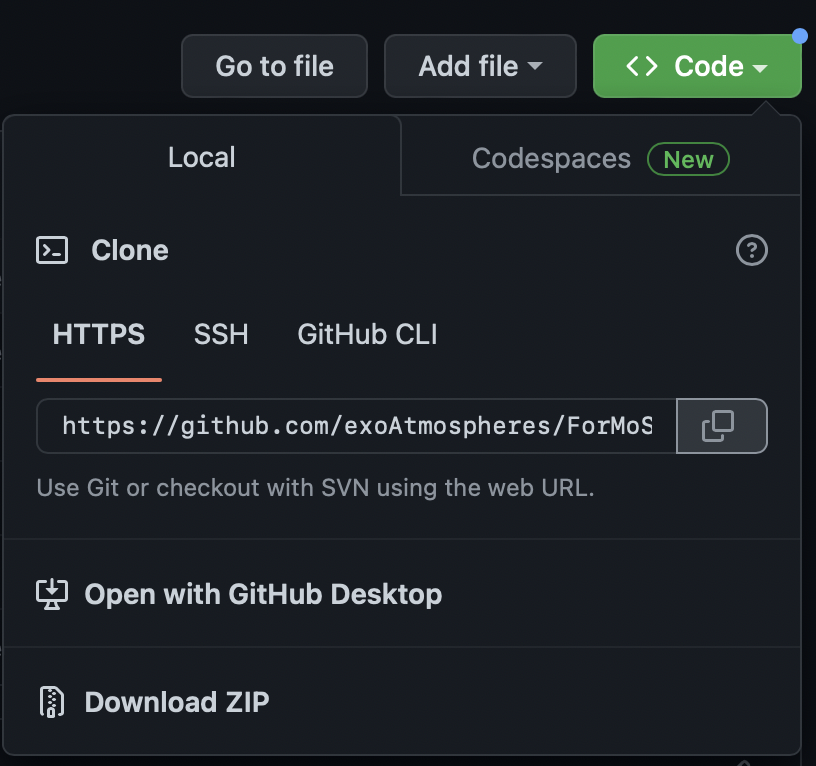 Go to file
Add file
Code
Local
Codespaces New
Clone
HTTPS SSH GitHub CLI
https://github.com/exoAtmospheres/ForMoS
Use Git or checkout with SVN using the web URL.
Open with GitHub Desktop
Download ZIP